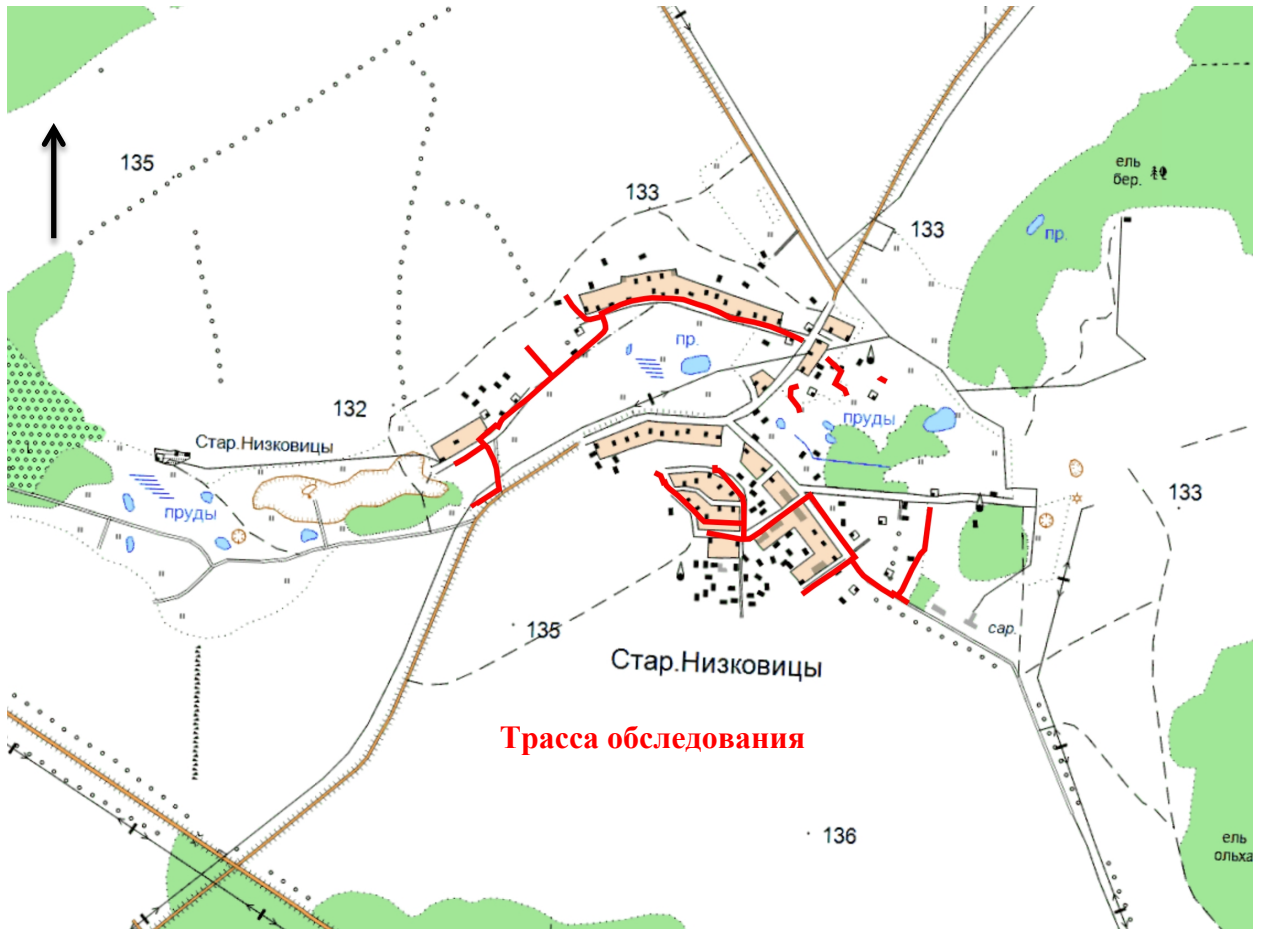 135
ель
бер.
133
133
пр.
пр.
132
пруды
Стар.Низковицы
133
пруды
сар.
135
Стар.Низковицы
Трасса обследования
136
ель
ольха